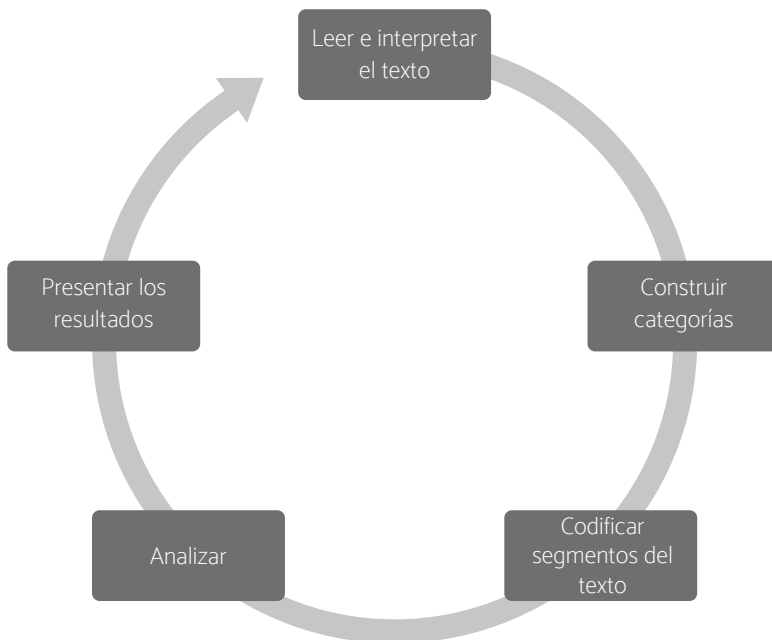 Leer e interpretar
el texto
Construir
categorías
Codificar
segmentos del
texto
Analizar
Presentar los
resultados